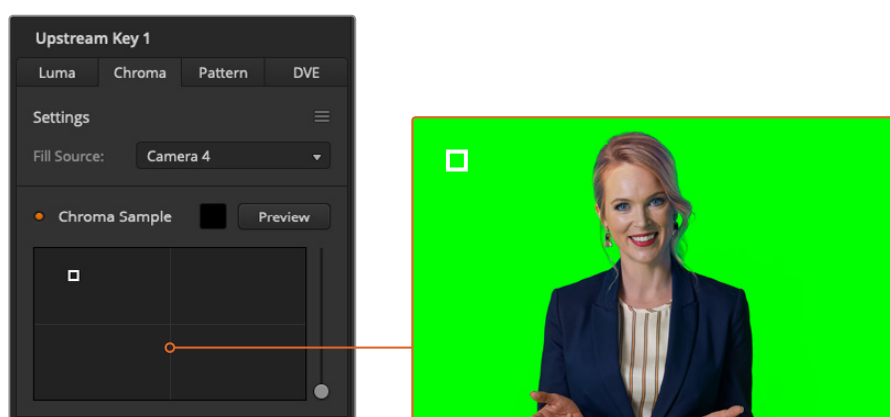 Upstream Key 1
Luma Chroma Pattern DVE
Settings
Fill Source: Camera 4
Chroma Sample Preview